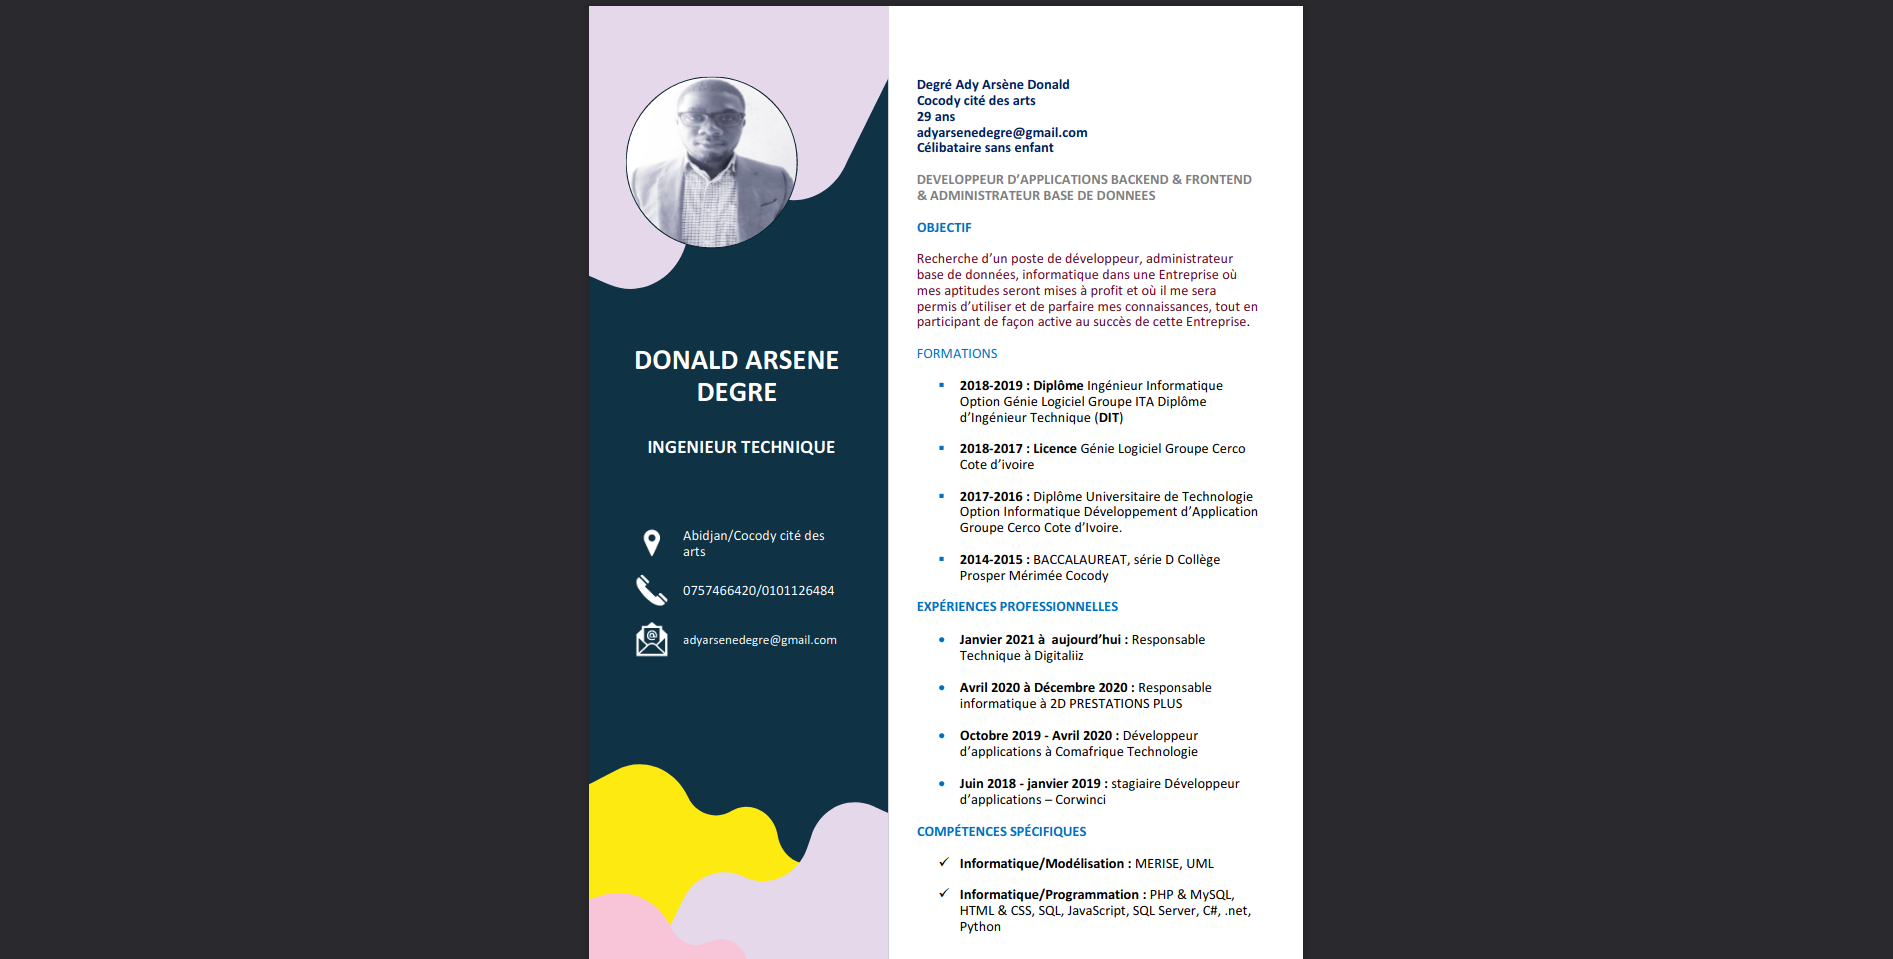 DONALD ARSENE
DEGRE
INGENIEUR TECHNIQUE
Abidjan/Cocody cité des
arts
0757466420/0101126484
adyarsenedegre@gmail.com
Degré Ady Arsène Donald
Cocody cité des arts
29 ans
adyarsenedegre@gmail.com
Célibataire sans enfant
DEVELOPPEUR D’APPLICATIONS BACKEND & FRONTEND
& ADMINISTRATEUR BASE DE DONNEES
OBJECTIF
Recherche d’un poste de développeur, administrateur
base de données, informatique dans une Entreprise où
mes aptitudes seront mises à profit et où il me sera
permis d’utiliser et de parfaire mes connaissances, tout en
participant de façon active au succès de cette Entreprise.
FORMATIONS
▪ 2018-2019 : Diplôme Ingénieur Informatique
Option Génie Logiciel Groupe ITA Diplôme
d’Ingénieur Technique (DIT)
▪ 2018-2017 : Licence Génie Logiciel Groupe Cerco
Cote d’ivoire
▪ 2017-2016 : Diplôme Universitaire de Technologie
Option Informatique Développement d’Application
Groupe Cerco Cote d’Ivoire.
▪ 2014-2015 : BACCALAUREAT, série D Collège
Prosper Mérimée Cocody
EXPÉRIENCES PROFESSIONNELLES
• Janvier 2021 à aujourd’hui : Responsable
Technique à Digitaliiz
• Avril 2020 à Décembre 2020 : Responsable
informatique à 2D PRESTATIONS PLUS
• Octobre 2019 - Avril 2020 : Développeur
d’applications à Comafrique Technologie
• Juin 2018 - janvier 2019 : stagiaire Développeur
d’applications – Corwinci
COMPÉTENCES SPÉCIFIQUES
✓ Informatique/Modélisation : MERISE, UML
✓ Informatique/Programmation : PHP & MySQL,
HTML & CSS, SQL, JavaScript, SQL Server, C#, .net,
Python